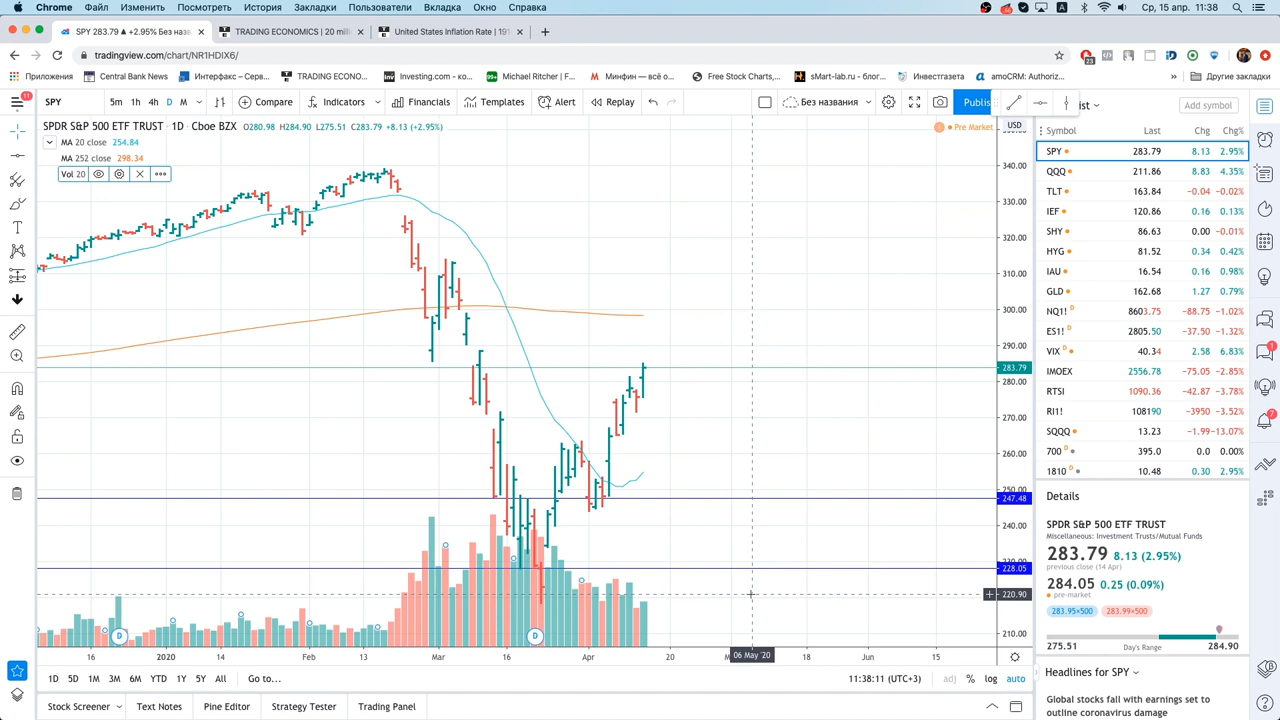 Chrome Файл Изменить Посмотреть История Закладки Пользователи Вкладка Окно Справка Ср, 15 апр. 11:38
SPY 283.79 ▲ +2.95% Без назв TRADING ECONOMICS | 20 mil United States Inflation Rate | 191
tradingview.com/chart/NR1HDIX6/
23
Приложения Central Bank News Интерфакс – Серв… TRADING ECONO… Investing.com - ко… Michael Ritcher | F… Минфин — всё о… Free Stock Charts,… sMart-lab.ru - блог… Инвестгазета amoCRM: Authoriz… » Другие закладки
11 SPY 5m 1h 4h D M Compare Indicators Financials Templates Alert Replay Без названия Publis ist Add symbol
SPDR S&P 500 ETF TRUST · 1D · Cboe BZX O280.98 H284.90 L275.51 C283.79 +8.13 (+2.95%)
Pre Market
USD
MA 20 close 254.84
MA 252 close 298.34
Vol 20
340.00
330.00
320.00
310.00
300.00
290.00
283.79
280.00
270.00
260.00
250.00
247.48
240.00
228.05
220.90
210.00
D D
16 2020 14 Feb 13 Mar 16 Apr 20 06 May '20 18 Jun 15
1D 5D 1M 3M 6M YTD 1Y 5Y All Go to... 11:38:11 (UTC+3) adj % log auto
Stock Screener Text Notes Pine Editor Strategy Tester Trading Panel
Symbol Last Chg Chg%
SPY 283.79 8.13 2.95%
QQQ 211.86 8.83 4.35%
TLT 163.84 −0.04 −0.02%
IEF 120.86 0.16 0.13%
SHY 86.63 0.00 −0.01%
HYG 81.52 0.34 0.42%
IAU 16.54 0.16 0.98%
GLD 162.68 1.27 0.79%
NQ1! D 8603.75 −88.75 −1.02%
ES1! D 2805.50 −37.50 −1.32%
VIX D 40.34 2.58 6.83%
IMOEX 2556.78 −75.05 −2.85%
RTSI 1090.36 −42.87 −3.78%
RI1! 108190 −3950 −3.52%
SQQQ 13.23 −1.99 −13.07%
700 D 395.0 0.0 0.00%
1810 D 10.48 0.30 2.95%
Details
SPDR S&P 500 ETF TRUST
Miscellaneous: Investment Trusts/Mutual Funds
283.79 8.13 (2.95%)
previous close (14 Apr)
284.05 0.25 (0.09%)
pre-market
283.95×500 283.99×500
275.51 Day's Range 284.90
Headlines for SPY
Global stocks fall with earnings set to
outline coronavirus damage
1
7